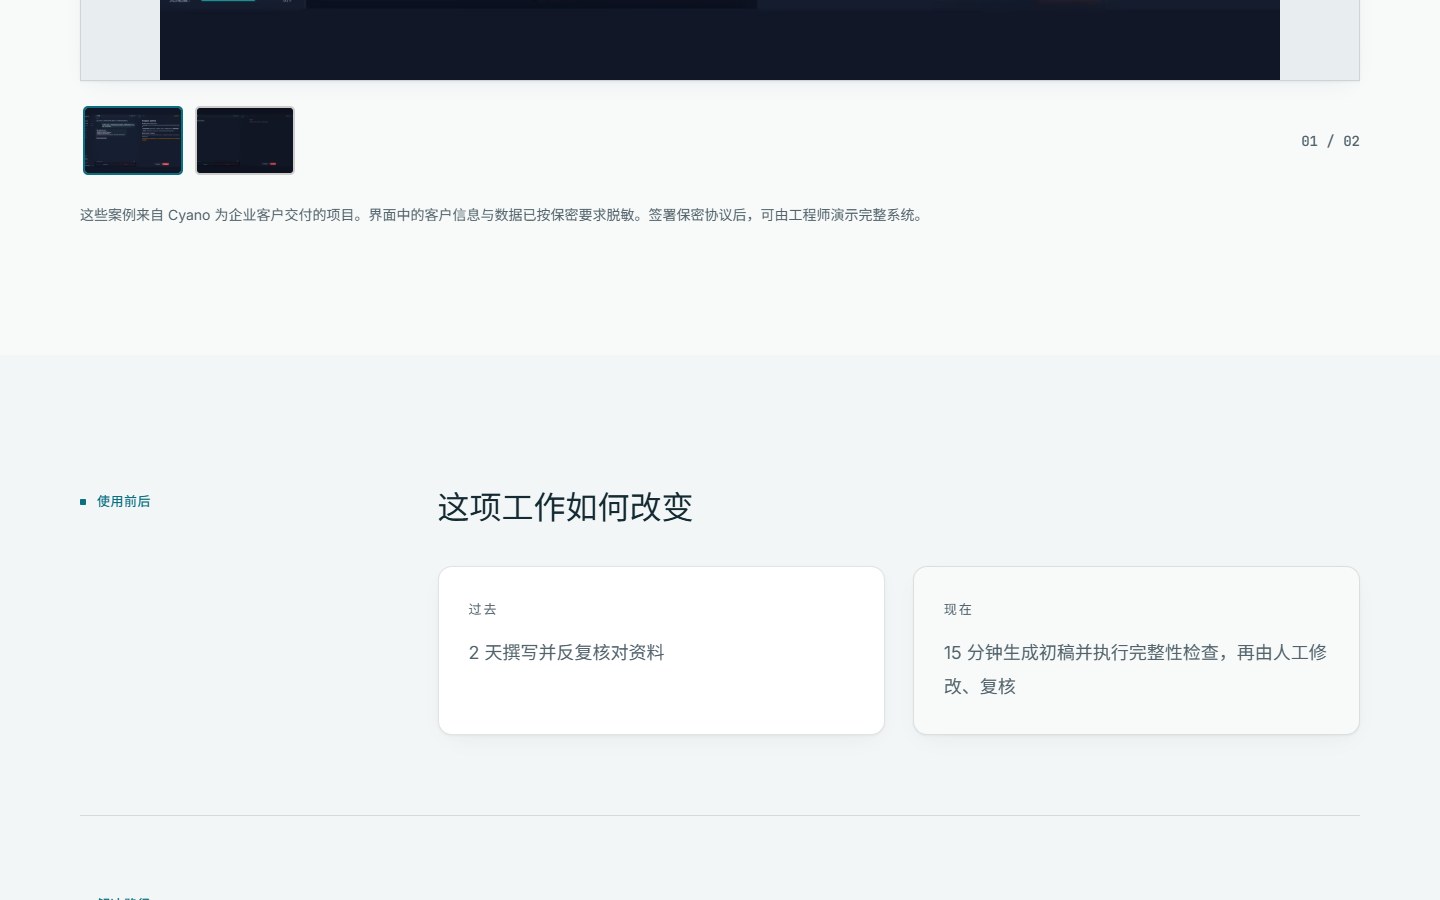 01 / 02
这些案例来自 Cyano 为企业客户交付的项目。界面中的客户信息与数据已按保密要求脱敏。签署保密协议后，可由工程师演示完整系统。
使用前后
这项工作如何改变
过去
2 天撰写并反复核对资料
现在
15 分钟生成初稿并执行完整性检查，再由人工修
改、复核